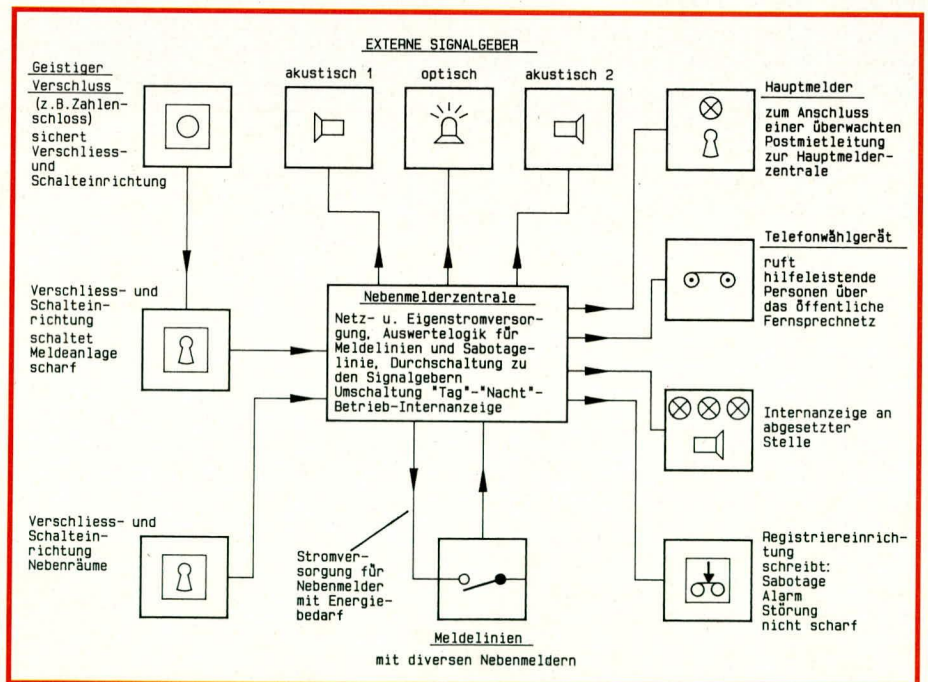 EXTERNE SIGNALGEBER
akustisch 1
optisch
akustisch 2
Geistiger
Verschluss
(z.B.Zahlen-
schloss)
sichert
Verschliess-
und
Schalteinrichtung
Hauptmelder
zum Anschluss
einer überwachten
Postmietleitung
zur Hauptmelder-
zentrale
Telefonwählgerät
ruft
hilfeleistende
Personen über
das öffentliche
Fernsprechnetz
Verschliess- und
Schaltein-
richtung
schaltet
Meldeanlage
scharf
Nebenmelderzentrale
Netz- u. Eigenstromversor-
gung, Auswertelogik für
Meldelinien und Sabotage-
linie, Durchschaltung zu
den Signalgebern
Umschaltung "Tag"-"Nacht"-
Betrieb-Internanzeige
Internanzeige an
abgesetzter
Stelle
Verschliess- und
Schaltein-
richtung
Nebenräume
Stromver-
sorgung für
Nebenmelder
mit Energie-
bedarf
Registriereinrich-
tung
schreibt:
Sabotage
Alarm
Störung
nicht scharf
Meldelinien
mit diversen Nebenmeldern